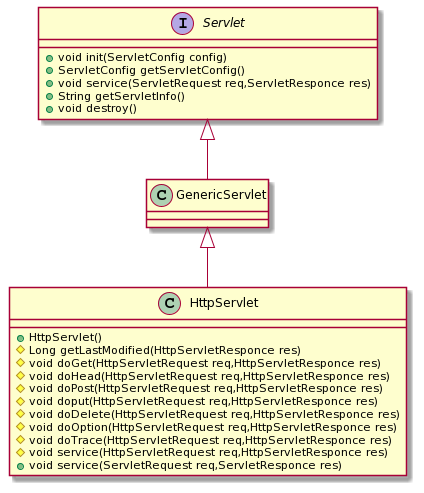 I Servlet
void init(ServletConfig config)
ServletConfig getServletConfig()
void service(ServletRequest req,ServletResponce res)
String getServletInfo()
void destroy()
C GenericServlet
C HttpServlet
HttpServlet()
Long getLastModified(HttpServletResponce res)
void doGet(HttpServletRequest req,HttpServletResponce res)
void doHead(HttpServletRequest req,HttpServletResponce res)
void doPost(HttpServletRequest req,HttpServletResponce res)
void doput(HttpServletRequest req,HttpServletResponce res)
void doDelete(HttpServletRequest req,HttpServletResponce res)
void doOption(HttpServletRequest req,HttpServletResponce res)
void doTrace(HttpServletRequest req,HttpServletResponce res)
void service(HttpServletRequest req,HttpServletResponce res)
void service(ServletRequest req,ServletResponce res)